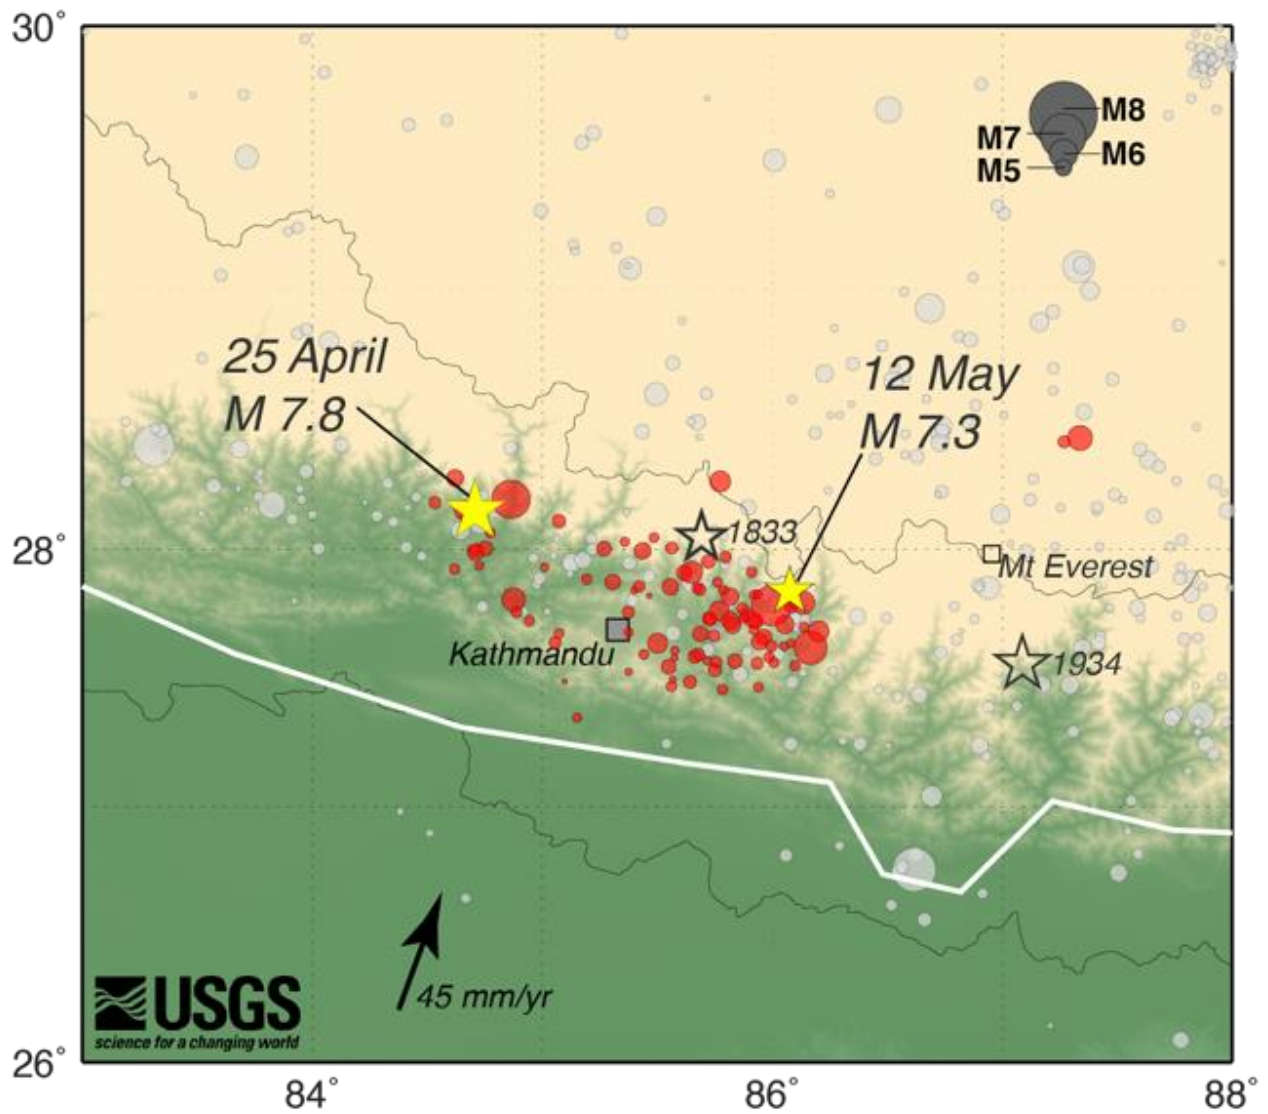 30°
M8
M7
M6
M5
25 April
M 7.8
12 May
M 7.3
1833
28°
Mt Everest
Kathmandu
1934
45 mm/yr
USGS
science for a changing world
26°
84°
86°
88°